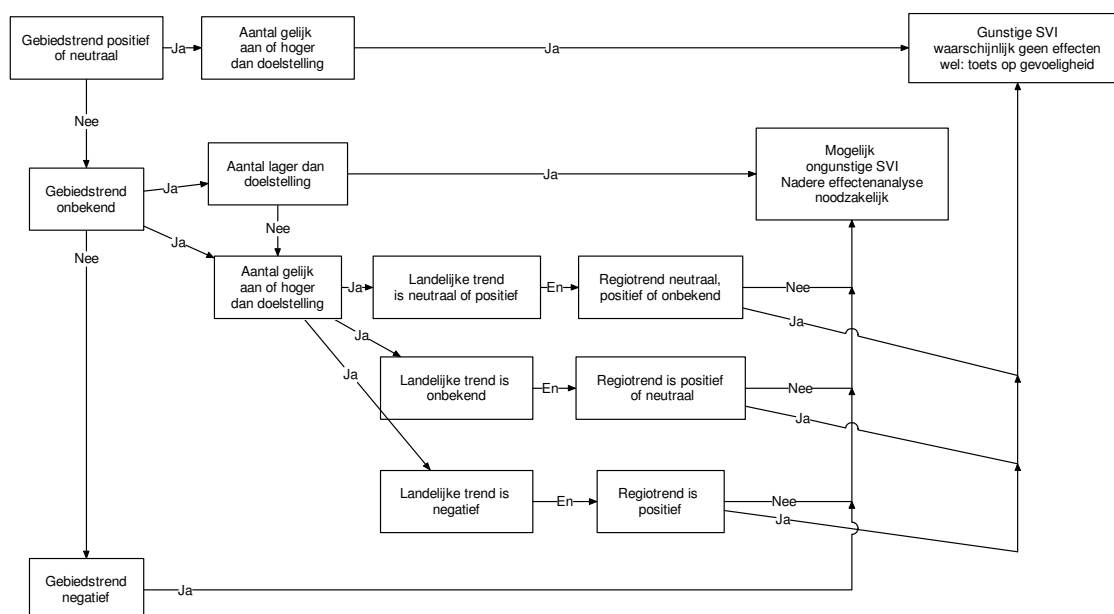 Gebiedstrend positief
of neutraal
Ja
Aantal gelijk
aan of hoger
dan doelstelling
Ja
Gunstige SVI
waarschijnlijk geen effecten
wel: toets op gevoeligheid
Nee
Gebiedstrend
onbekend
Ja
Aantal lager dan
doelstelling
Ja
Mogelijk
ongunstige SVI
Nadere effectenanalyse
noodzakelijk
Nee
Ja
Nee
Aantal gelijk
aan of hoger
dan doelstelling
Ja
Landelijke trend
is neutraal of positief
En
Regiotrend neutraal,
positief of onbekend
Nee
Ja
Ja
Landelijke trend is
onbekend
En
Regiotrend is positief
of neutraal
Nee
Ja
Ja
Landelijke trend is
negatief
En
Regiotrend is
positief
Nee
Ja
Gebiedstrend
negatief
Ja